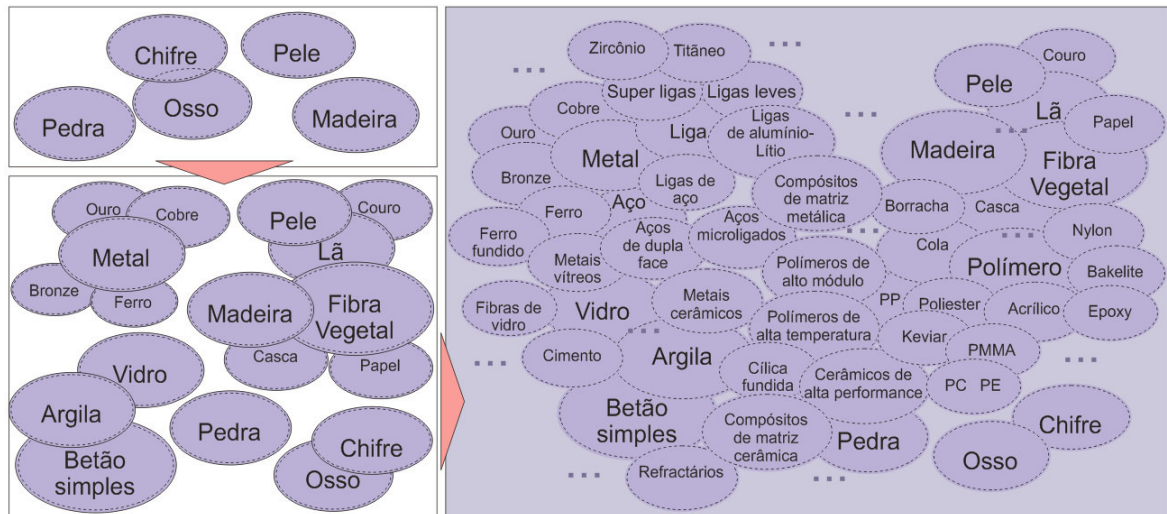 Chifre
Pele
Osso
Pedra
Madeira
Ouro
Cobre
Pele
Couro
Metal
Lã
Bronze
Ferro
Madeira
Fibra
Vegetal
Casca
Papel
Vidro
Argila
Pedra
Chifre
Betão
simples
Osso
Zircônio
Titâneo
Couro
Pele
Super ligas
Ligas leves
Cobre
Lã
Ouro
Liga
Ligas
de alumínio-
Lítio
Papel
Metal
Madeira
Fibra
Vegetal
Bronze
Ligas de
aço
Compósitos
de matriz
metálica
Ferro
Aço
Borracha
Casca
Ferro
fundido
Aços
de dupla
face
Aços
microligados
Cola
Nylon
Metais
vítreos
Polímeros de
alto módulo
Polímero
Bakelite
Fibras de
vidro
Vidro
Metais
cerâmicos
PP
Poliester
Acrílico
Epoxy
Polímeros de
alta temperatura
Keviar
PMMA
Cimento
Argila
Cílica
fundida
Cerâmicos de
alta performance
PC PE
Betão
simples
Compósitos
de matriz
cerâmica
Pedra
Chifre
Osso
Refractários